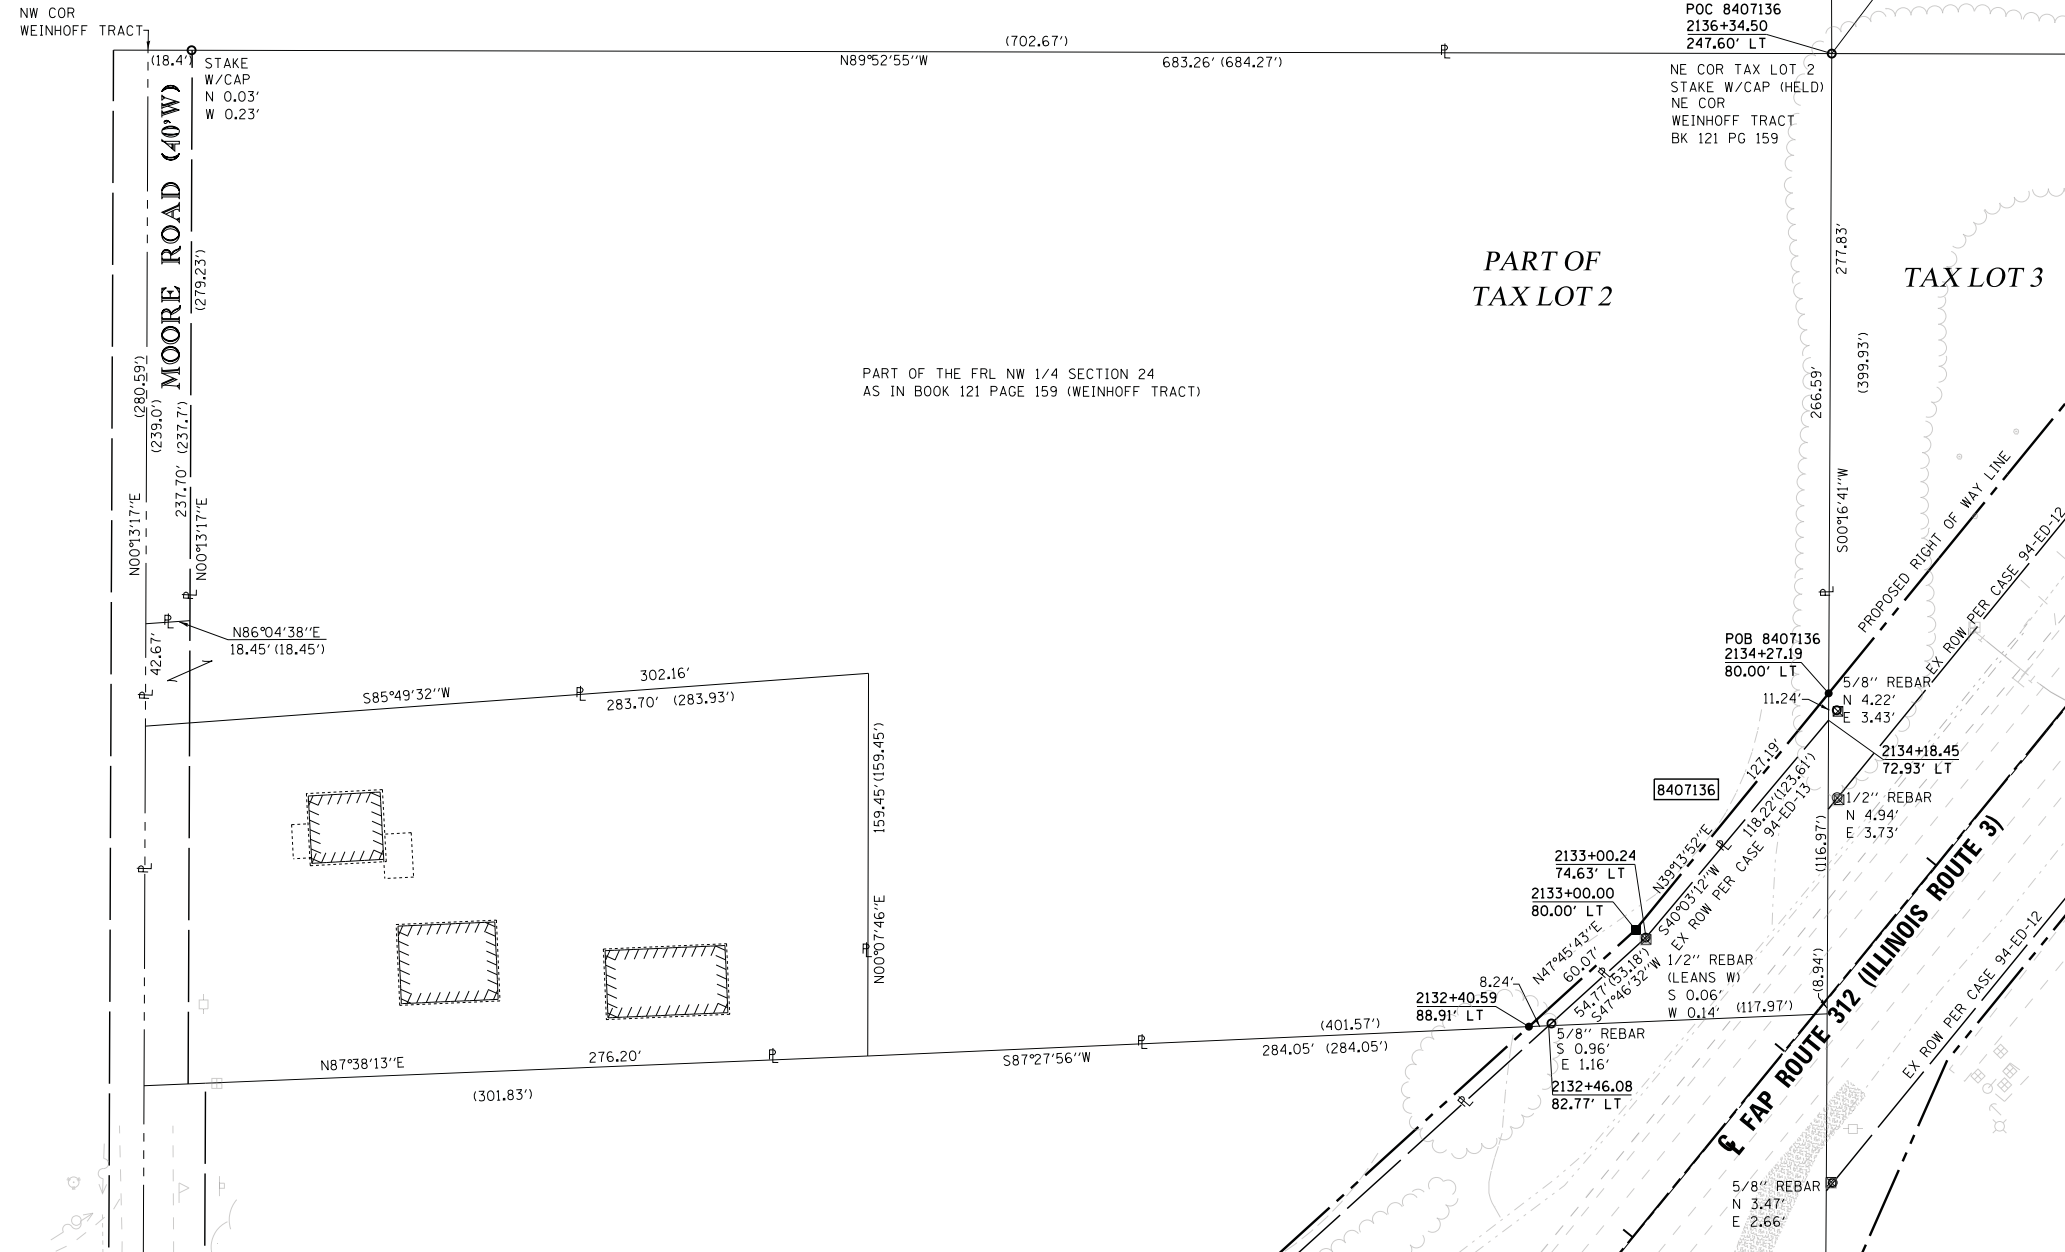 NW COR
WEINHOFF TRACT
(18.4')
STAKE
W/CAP
N 0.03'
W 0.23'
MOORE ROAD (40'W)
(279.23')
(280.59')
(239.0')
(237.7')
237.70'
N00°13'17"E
N00°13'17"E
42.67'
N86°04'38"E
18.45' (18.45')
(702.67')
N89°52'55"W
683.26' (684.27')
POC 8407136
2136+34.50
247.60' LT
NE COR TAX LOT 2
STAKE W/CAP (HELD)
NE COR
WEINHOFF TRACT
BK 121 PG 159
277.83'
(399.93')
266.59'
S00°16'41"W
PART OF
TAX LOT 2
TAX LOT 3
PART OF THE FRL NW 1/4 SECTION 24
AS IN BOOK 121 PAGE 159 (WEINHOFF TRACT)
PROPOSED RIGHT OF WAY LINE
EX ROW PER CASE 94-ED-12
POB 8407136
2134+27.19
80.00' LT
11.24'
5/8" REBAR
N 4.22'
E 3.43'
2134+18.45
72.93' LT
1/2" REBAR
N 4.94'
E 3.73'
8407136
127.19'
N39°13'52"E
118.22' (123.61')
S40°03'12"W
EX ROW PER CASE 94-ED-13
(116.97')
(8.94')
2133+00.24
74.63' LT
2133+00.00
80.00' LT
N47°45'43"E
60.07'
54.77' (53.18')
S47°46'32"W
1/2" REBAR
(LEANS W)
S 0.06'
W 0.14'
(117.97')
8.24'
2132+40.59
88.91' LT
5/8" REBAR
S 0.96'
E 1.16'
2132+46.08
82.77' LT
S85°49'32"W
302.16'
283.70' (283.93')
159.45' (159.45')
N00°07'46"E
N87°38'13"E
276.20'
(301.83')
S87°27'56"W
(401.57')
284.05' (284.05')
℄ FAP ROUTE 312 (ILLINOIS ROUTE 3)
EX ROW PER CASE 94-ED-12
5/8" REBAR
N 3.47'
E 2.66'